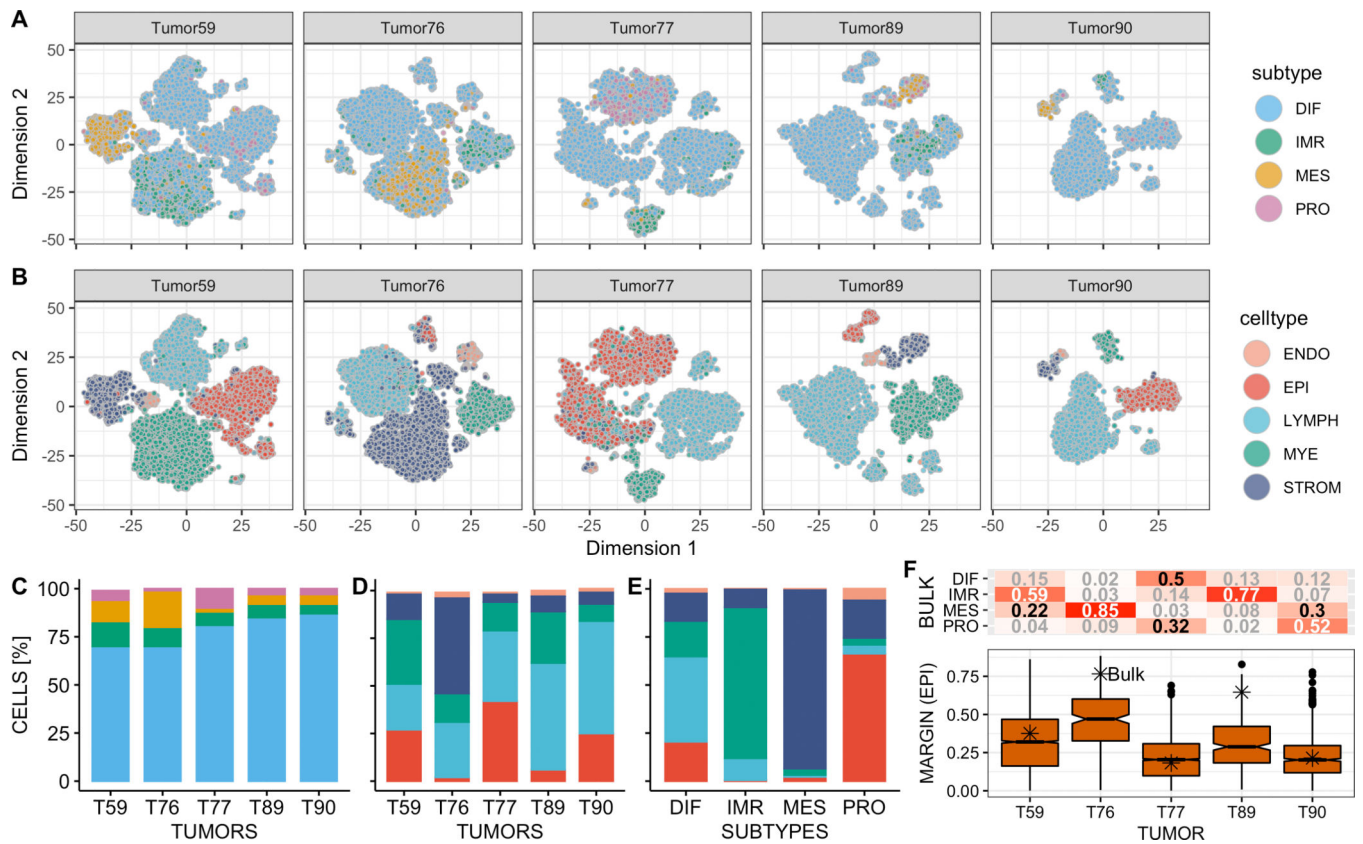 A
Tumor59 Tumor76 Tumor77 Tumor89 Tumor90
50
25
0
-25
-50
Dimension 2
subtype
DIF
IMR
MES
PRO
B
Tumor59 Tumor76 Tumor77 Tumor89 Tumor90
50
25
0
-25
-50
Dimension 2
-50 -25 0 25 -50 -25 0 25 -50 -25 0 25 -50 -25 0 25 -50 -25 0 25
Dimension 1
celltype
ENDO
EPI
LYMPH
MYE
STROM
C
100
75
50
25
0
CELLS [%]
T59 T76 T77 T89 T90
TUMORS
D
T59 T76 T77 T89 T90
TUMORS
E
DIF IMR MES PRO
SUBTYPES
F
BULK
DIF 0.15 0.02 0.5 0.13 0.12
IMR 0.59 0.03 0.14 0.77 0.07
MES 0.22 0.85 0.03 0.08 0.3
PRO 0.04 0.09 0.32 0.02 0.52
0.75
0.50
0.25
0.00
MARGIN (EPI)
Bulk
T59 T76 T77 T89 T90
TUMOR